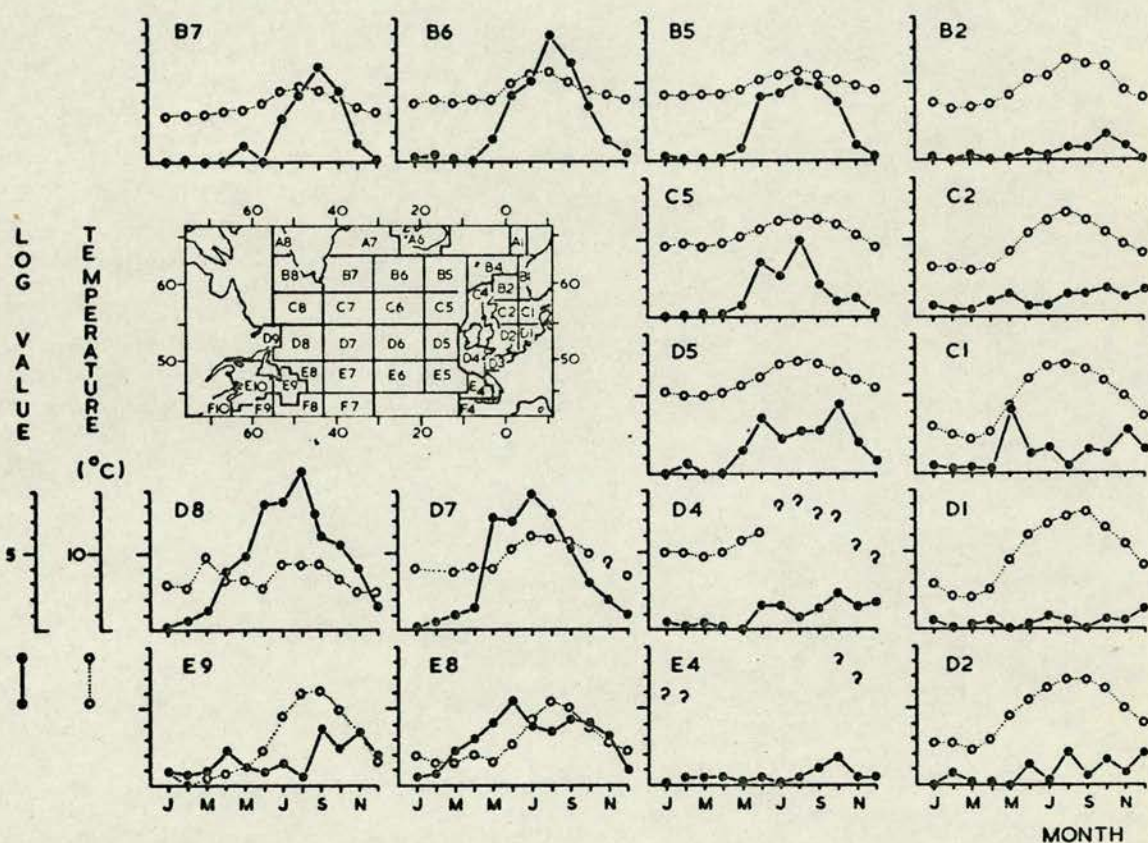 B7 B6 B5 B2
C5 C2
60 40 20 0
A8 A7 A6 A1
B8 B7 B6 B5 B4 B2
60 60
C8 C7 C6 C5 C4 C2 C1
D9 D8 D7 D6 D5 D4 D2 D1
50 50
D3
E10 E9 E8 E7 E6 E5 E4
F10 F9 F8 F7 F4
60 40 20 0
LOG VALUE
TEMPERATURE
(°C)
5 10
D5 C1
D8 D7 D4 D1
? ? ? ? ? ? ?
E9 E8 E4 D2
? ? ? ?
J M M J S N J M M J S N J M M J S N J M M J S N
MONTH